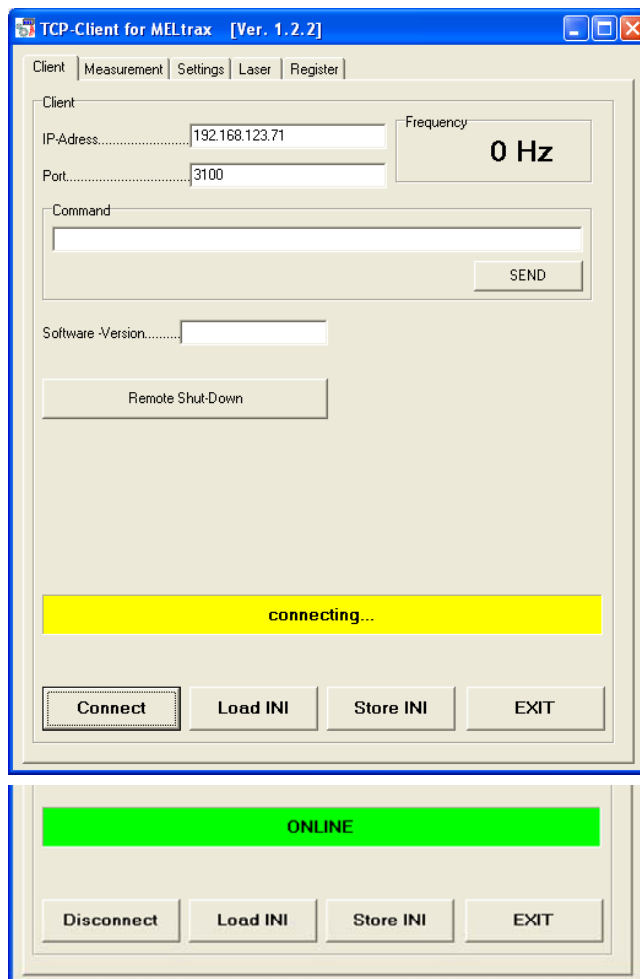 TCP-Client for MELtrax [Ver. 1.2.2]
Client Measurement Settings Laser Register
Client
IP-Adress........................192.168.123.71
Frequency
0 Hz
Port................................3100
Command
SEND
Software -Version.........
Remote Shut-Down
connecting...
Connect Load INI Store INI EXIT
ONLINE
Disconnect Load INI Store INI EXIT